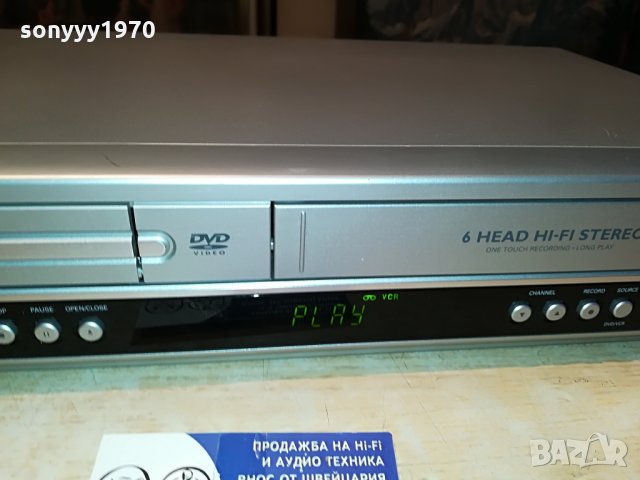 sonyyy1970
DVD
VIDEO
6 HEAD HI-FI STEREO
ONE TOUCH RECORDING • LONG PLAY
PAUSE
OPEN/CLOSE
VCR
PLAY
CHANNEL
RECORD
SOURCE
DVD/VCR
ПРОДАЖБА НА Hi-Fi
И АУДИО ТЕХНИКА
ВНОС ОТ ШВЕЙЦАРИЯ
BAZAR